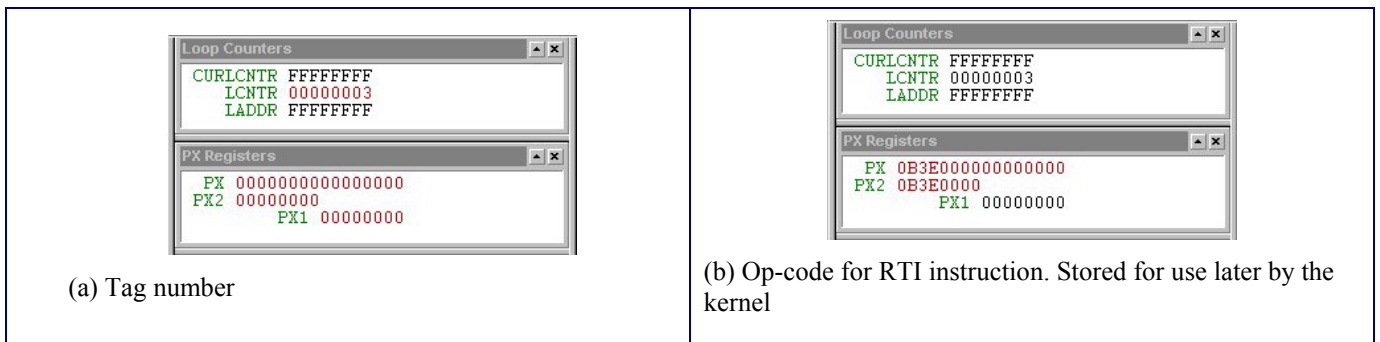 Loop Counters
CURLCNTR FFFFFFFF
LCNTR 00000003
LADDR FFFFFFFF
PX Registers
PX 0000000000000000
PX2 00000000
PX1 00000000
(a) Tag number
Loop Counters
CURLCNTR FFFFFFFF
LCNTR 00000003
LADDR FFFFFFFF
PX Registers
PX 0B3E000000000000
PX2 0B3E0000
PX1 00000000
(b) Op-code for RTI instruction. Stored for use later by the
kernel